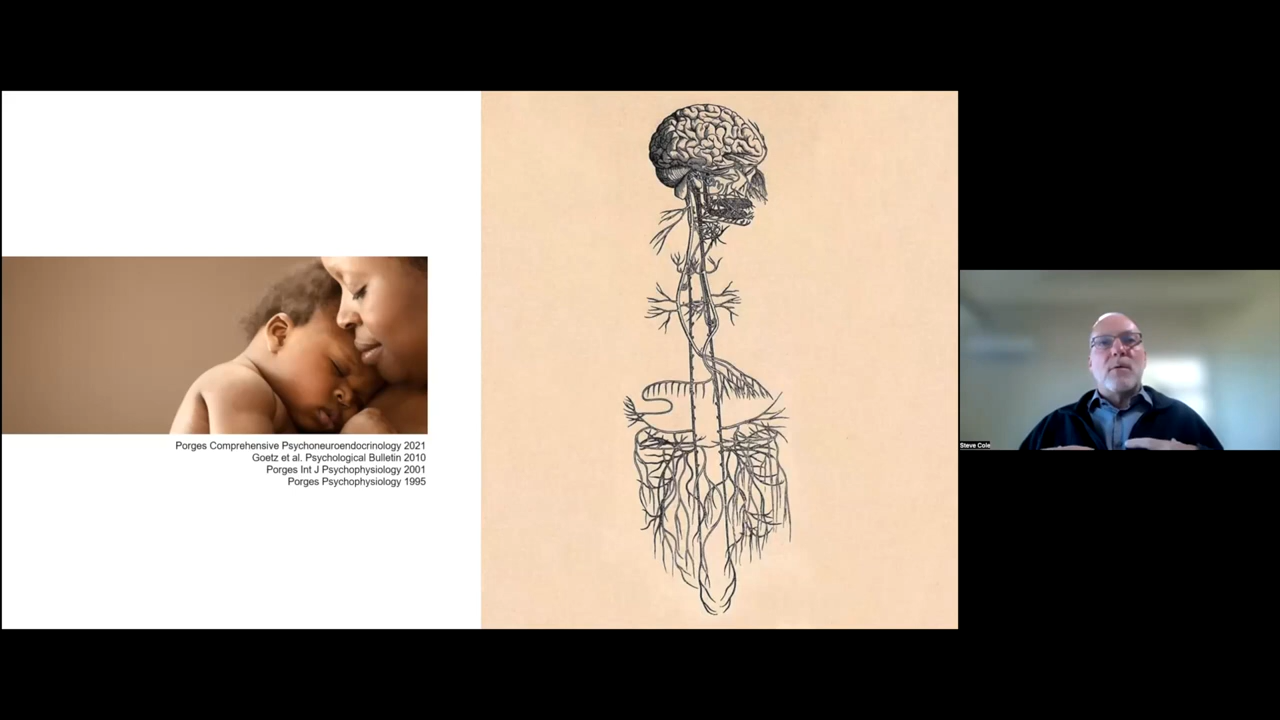 Porges Comprehensive Psychoneuroendocrinology 2021
Goetz et al. Psychological Bulletin 2010
Porges Int J Psychophysiology 2001
Porges Psychophysiology 1995
Steve Cole